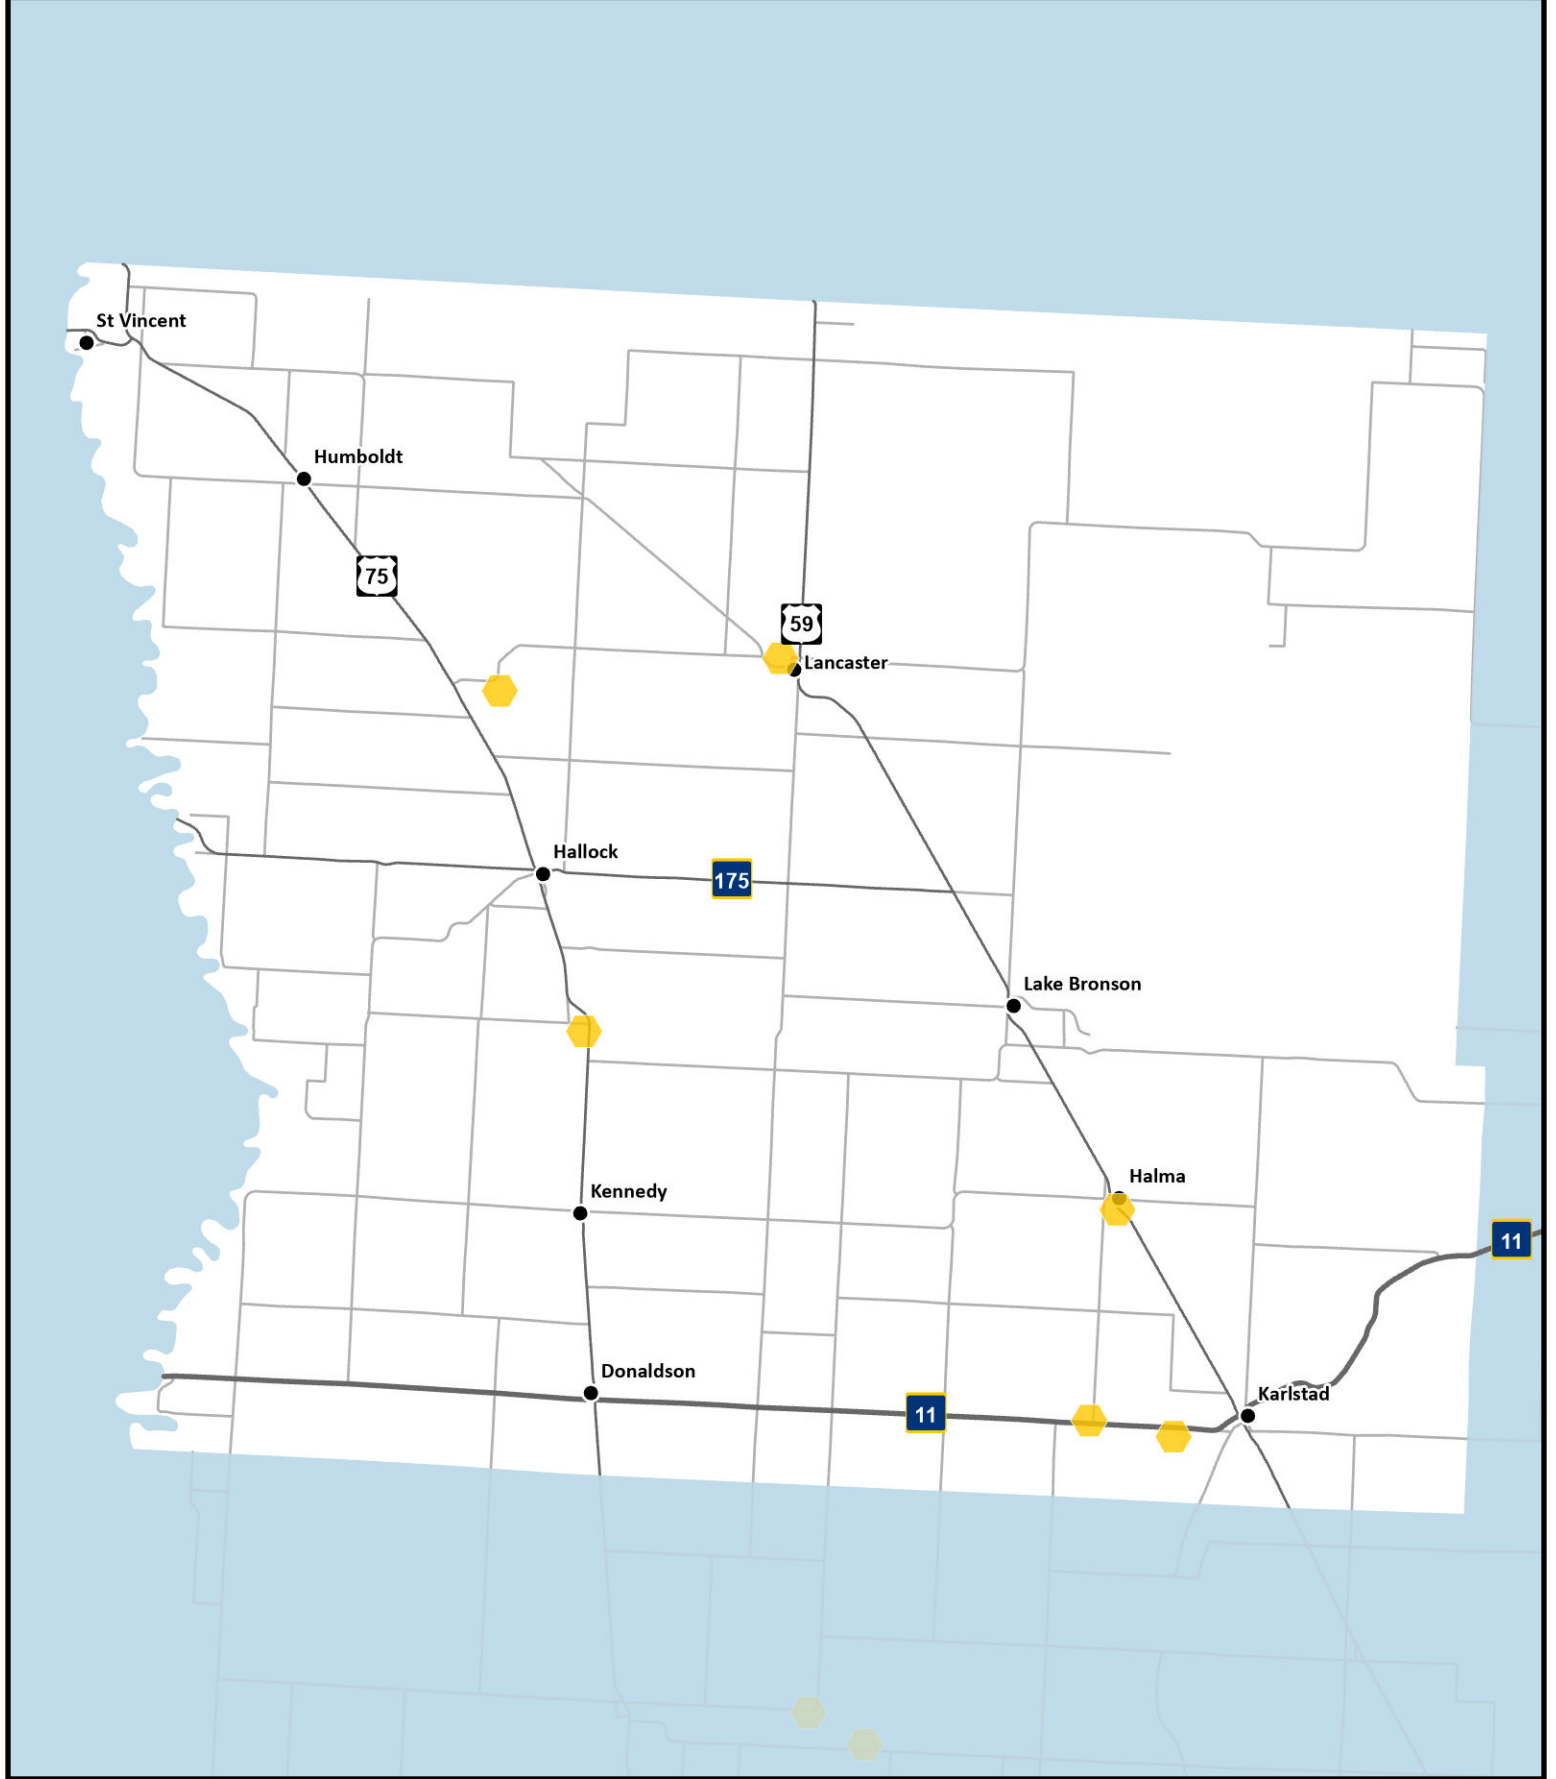 St Vincent
Humboldt
75
59
Lancaster
Hallock
175
Lake Bronson
Halma
Kennedy
11
Donaldson
Karlstad
11